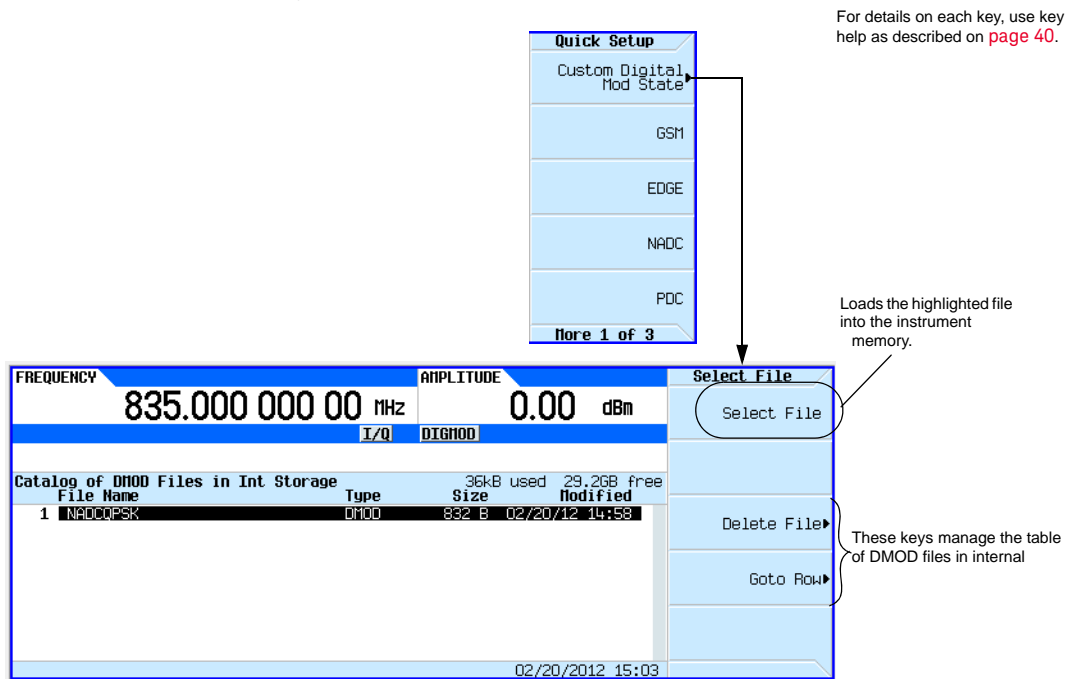 For details on each key, use key
help as described on page 40.
Quick Setup
Custom Digital
Mod State
GSM
EDGE
NADC
PDC
More 1 of 3
Loads the highlighted file
into the instrument
memory.
FREQUENCY
835.000 000 00 MHz
AMPLITUDE
0.00 dBm
I/Q
DIGMOD
Catalog of DMOD Files in Int Storage 36kB used 29.2GB free
File Name Type Size Modified
1 NADCQPSK DMOD 832 B 02/20/12 14:58
02/20/2012 15:03
Select File
Select File
Delete File
Goto Row
These keys manage the table
of DMOD files in internal